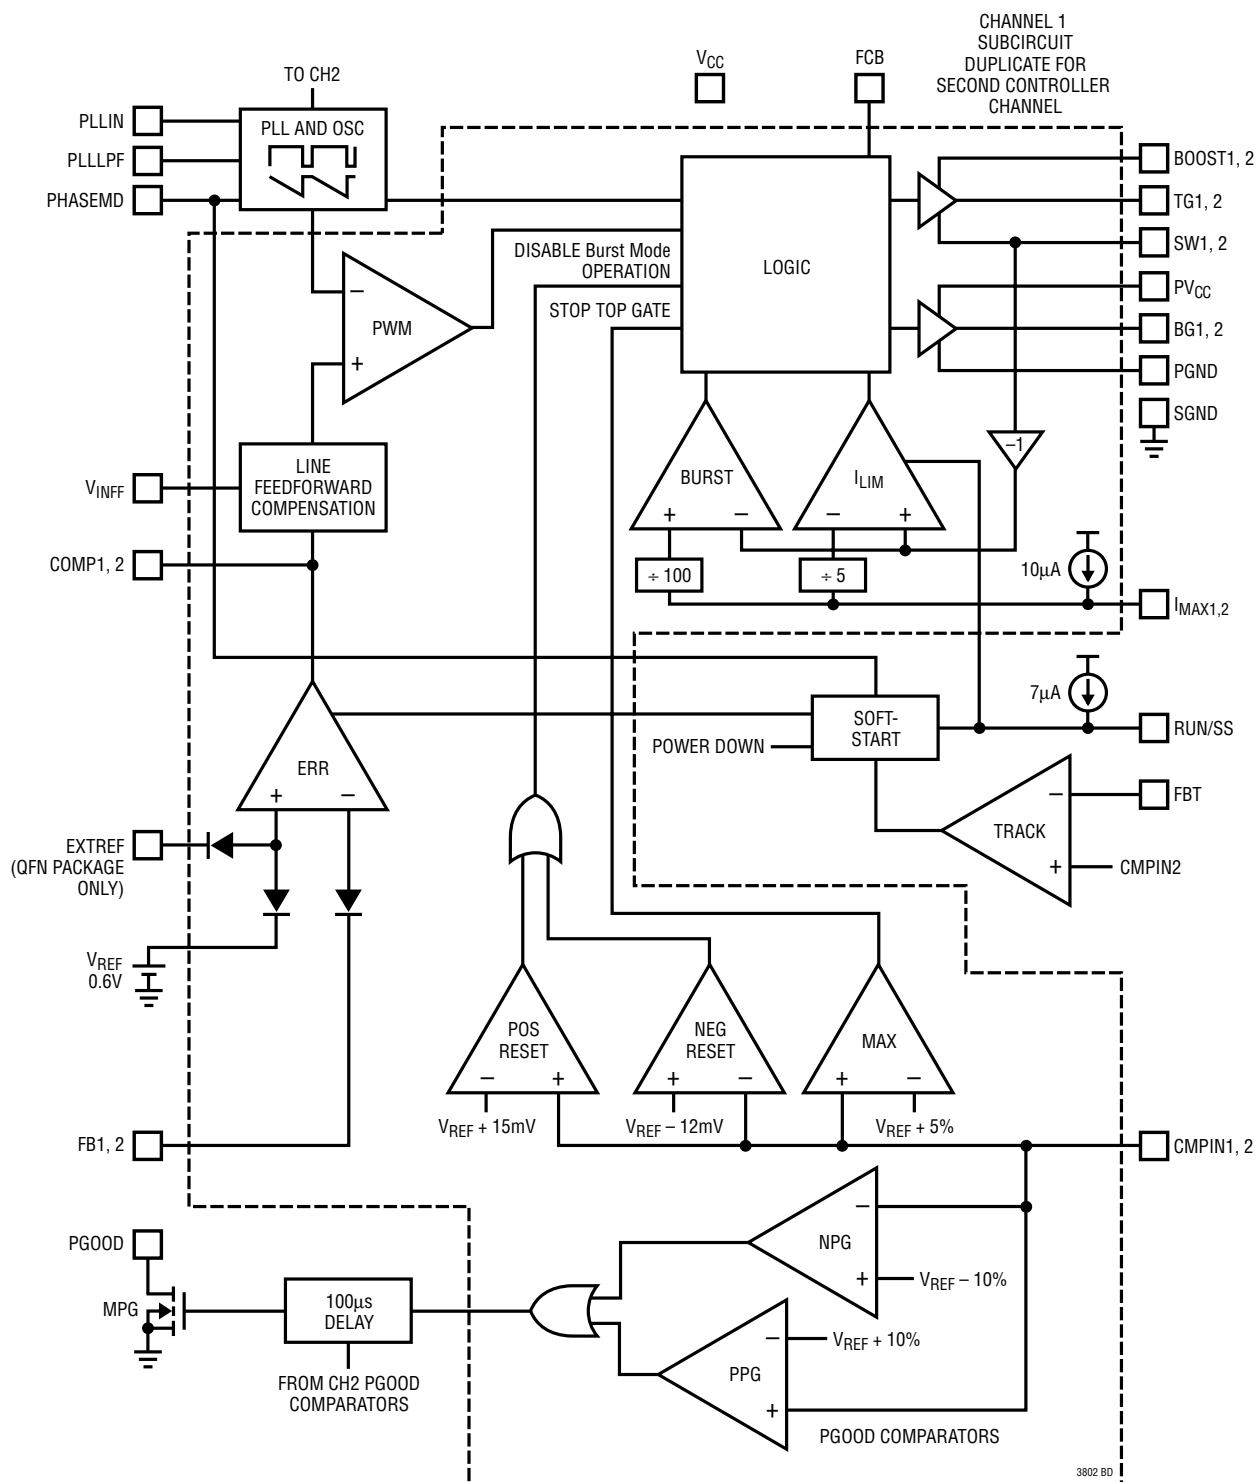 CHANNEL 1
SUBCIRCUIT
DUPLICATE FOR
SECOND CONTROLLER
CHANNEL
VCC
FCB
TO CH2
PLLIN
PLL AND OSC
PLLLPF
PHASEMD
BOOST1, 2
TG1, 2
SW1, 2
DISABLE Burst Mode
OPERATION
LOGIC
PVCC
STOP TOP GATE
–
PWM
+
BG1, 2
PGND
SGND
–1
LINE
FEEDFORWARD
COMPENSATION
VINFF
BURST
+ –
ILIM
– +
COMP1, 2
÷ 100
÷ 5
10µA
IMAX1,2
7µA
SOFT-
START
RUN/SS
POWER DOWN
ERR
+ –
–
FBT
TRACK
+
CMPIN2
EXTREF
(QFN PACKAGE
ONLY)
VREF
0.6V
POS
RESET
– +
NEG
RESET
+ –
MAX
+ –
VREF + 15mV
VREF – 12mV
VREF + 5%
FB1, 2
CMPIN1, 2
–
NPG
+
VREF – 10%
PGOOD
MPG
100µs
DELAY
–
VREF + 10%
PPG
+
FROM CH2 PGOOD
COMPARATORS
PGOOD COMPARATORS
3802 BD